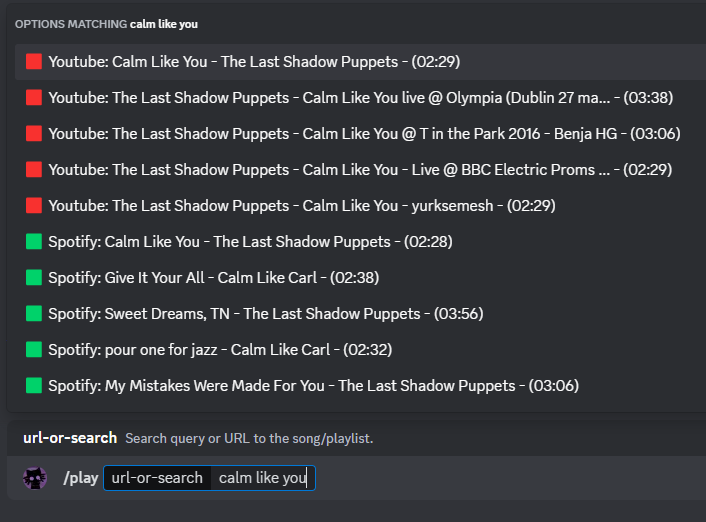 OPTIONS MATCHING calm like you
Youtube: Calm Like You - The Last Shadow Puppets - (02:29)
Youtube: The Last Shadow Puppets - Calm Like You live @ Olympia (Dublin 27 ma... - (03:38)
Youtube: The Last Shadow Puppets - Calm Like You @ T in the Park 2016 - Benja HG - (03:06)
Youtube: The Last Shadow Puppets - Calm Like You - Live @ BBC Electric Proms ... - (02:29)
Youtube: The Last Shadow Puppets - Calm Like You - yurksemesh - (02:29)
Spotify: Calm Like You - The Last Shadow Puppets - (02:28)
Spotify: Give It Your All - Calm Like Carl - (02:38)
Spotify: Sweet Dreams, TN - The Last Shadow Puppets - (03:56)
Spotify: pour one for jazz - Calm Like Carl - (02:32)
Spotify: My Mistakes Were Made For You - The Last Shadow Puppets - (03:06)
url-or-search Search query or URL to the song/playlist.
/play url-or-search calm like you